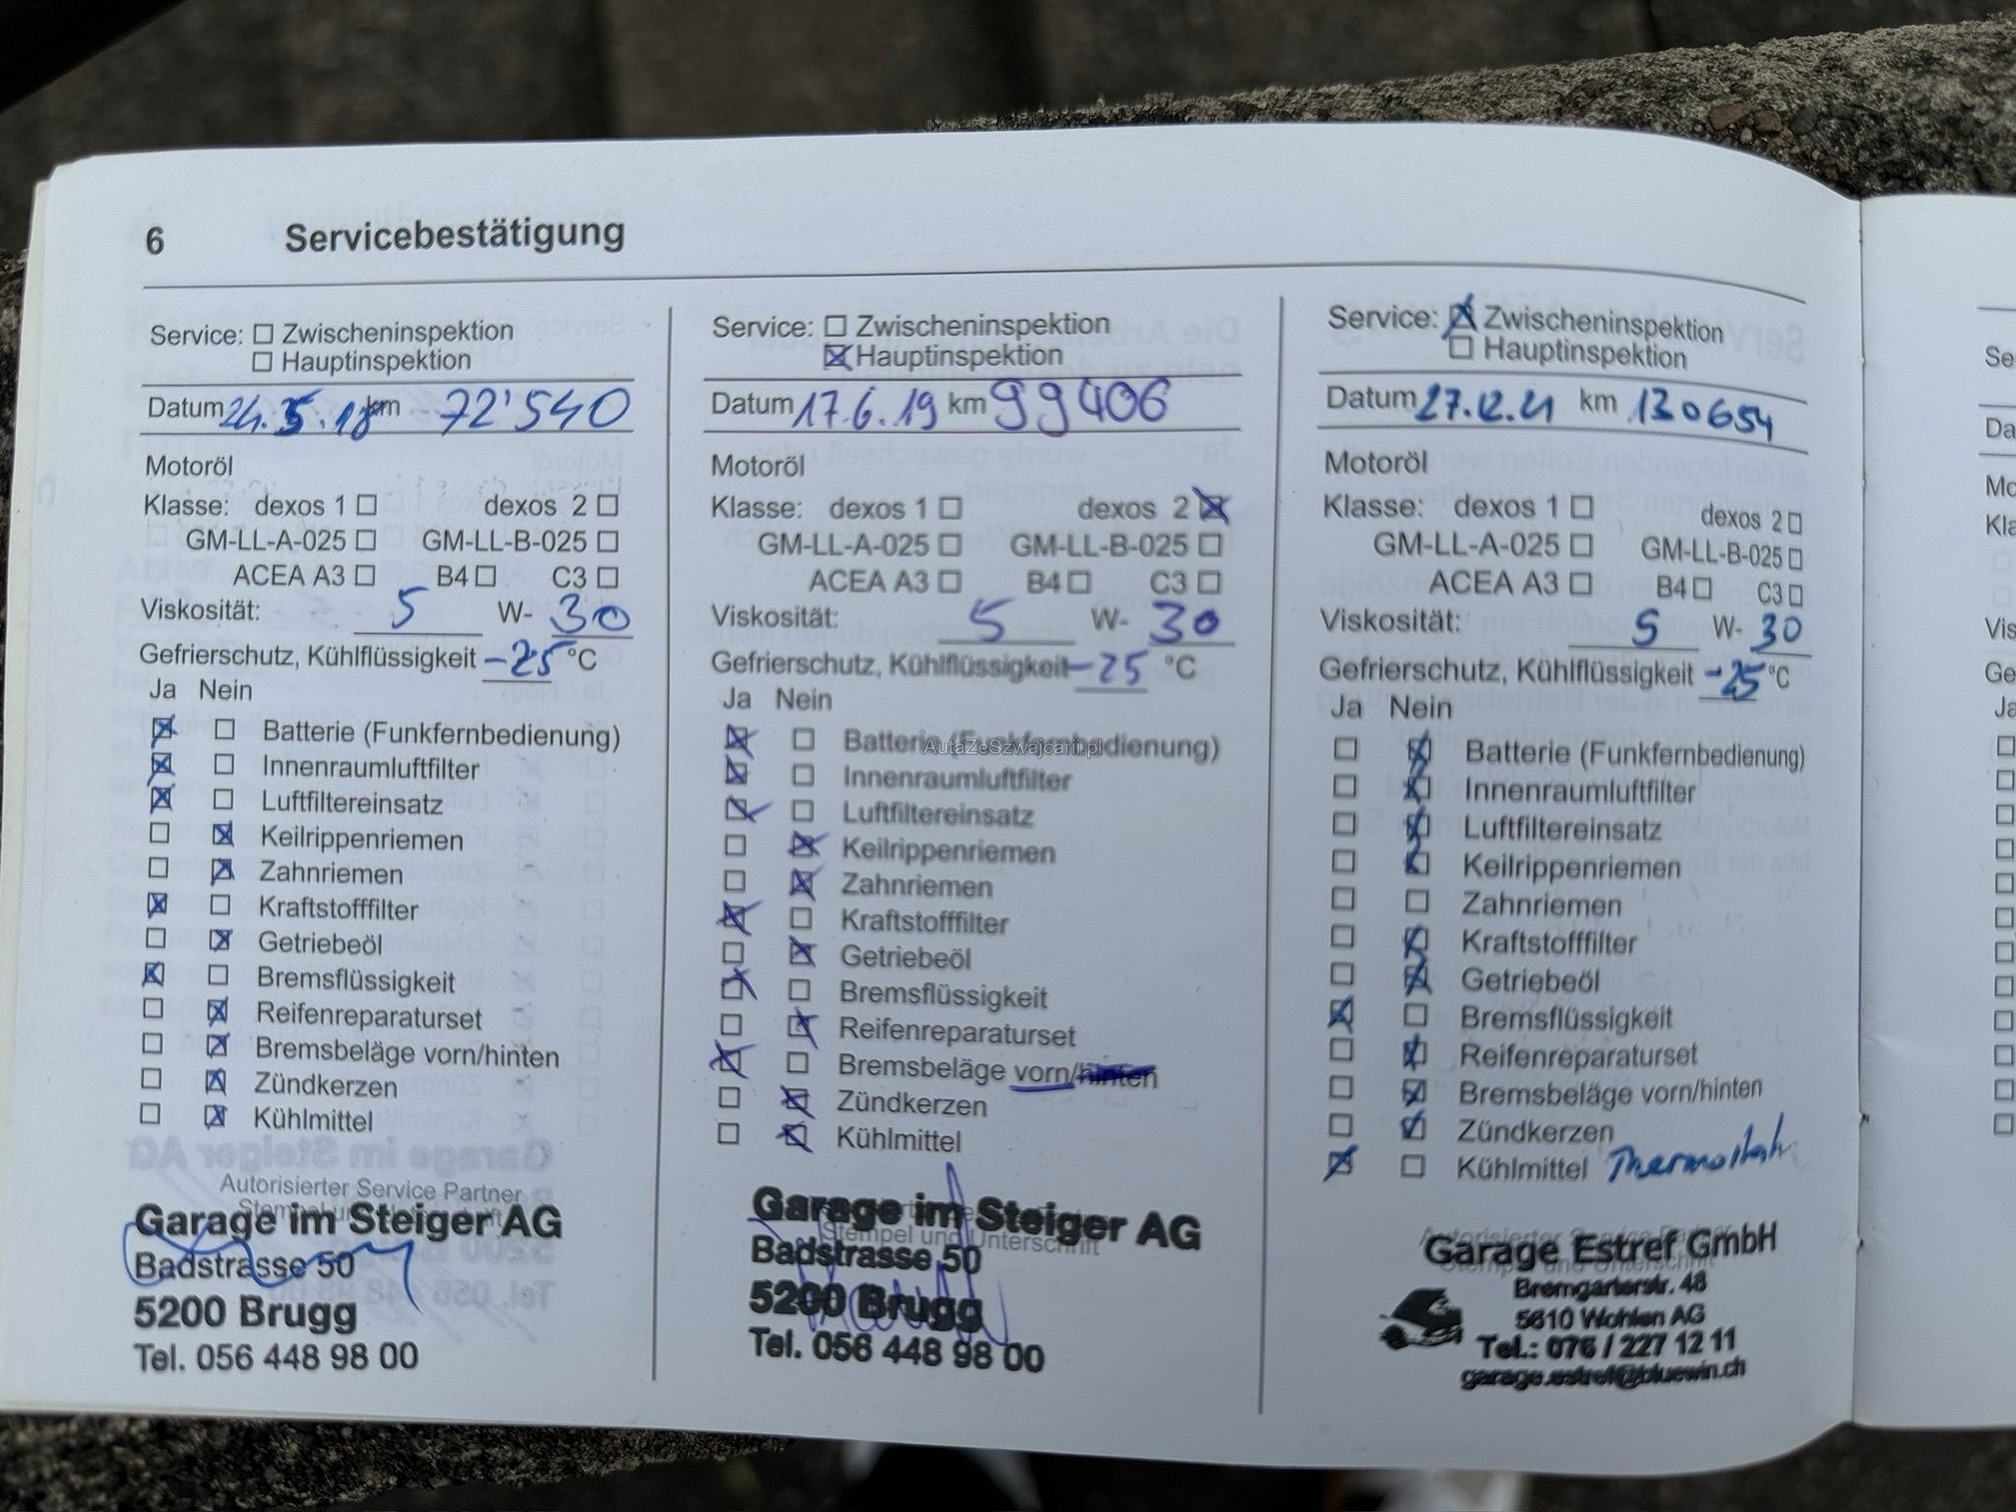 6 Servicebestätigung
Service: ☐ Zwischeninspektion
☐ Hauptinspektion
Datum 24.5.18 km 72'540
Motoröl
Klasse: dexos 1 ☐ dexos 2 ☐
GM-LL-A-025 ☐ GM-LL-B-025 ☐
ACEA A3 ☐ B4 ☐ C3 ☐
Viskosität: 5 W- 30
Gefrierschutz, Kühlflüssigkeit -25 °C
Ja Nein
☒ ☐ Batterie (Funkfernbedienung)
☒ ☐ Innenraumluftfilter
☒ ☐ Luftfiltereinsatz
☐ ☒ Keilrippenriemen
☐ ☒ Zahnriemen
☒ ☐ Kraftstofffilter
☐ ☒ Getriebeöl
☒ ☐ Bremsflüssigkeit
☐ ☒ Reifenreparaturset
☐ ☒ Bremsbeläge vorn/hinten
☐ ☒ Zündkerzen
☐ ☒ Kühlmittel
Autorisierter Service Partner
Garage im Steiger AG
Badstrasse 50
5200 Brugg
Tel. 056 448 98 00
Service: ☐ Zwischeninspektion
☒ Hauptinspektion
Datum 17.6.19 km 99406
Motoröl
Klasse: dexos 1 ☐ dexos 2 ☒
GM-LL-A-025 ☐ GM-LL-B-025 ☐
ACEA A3 ☐ B4 ☐ C3 ☐
Viskosität: 5 W- 30
Gefrierschutz, Kühlflüssigkeit -25 °C
Ja Nein
☒ ☐ Batterie (Funkfernbedienung)
AutaZeSzwajcarii.pl
☒ ☐ Innenraumluftfilter
☒ ☐ Luftfiltereinsatz
☐ ☒ Keilrippenriemen
☐ ☒ Zahnriemen
☒ ☐ Kraftstofffilter
☐ ☒ Getriebeöl
☒ ☐ Bremsflüssigkeit
☐ ☒ Reifenreparaturset
☒ ☐ Bremsbeläge vorn/hinten
☐ ☒ Zündkerzen
☐ ☒ Kühlmittel
Garage im Steiger AG
Stempel und Unterschrift
Badstrasse 50
5200 Brugg
Tel. 056 448 98 00
Service: ☒ Zwischeninspektion
☐ Hauptinspektion
Datum 27.12.21 km 130654
Motoröl
Klasse: dexos 1 ☐ dexos 2 ☐
GM-LL-A-025 ☐ GM-LL-B-025 ☐
ACEA A3 ☐ B4 ☐ C3 ☐
Viskosität: 5 W- 30
Gefrierschutz, Kühlflüssigkeit -25 °C
Ja Nein
☐ ☒ Batterie (Funkfernbedienung)
☐ ☒ Innenraumluftfilter
☐ ☒ Luftfiltereinsatz
☐ ☒ Keilrippenriemen
☐ ☐ Zahnriemen
☐ ☒ Kraftstofffilter
☐ ☒ Getriebeöl
☒ ☐ Bremsflüssigkeit
☐ ☒ Reifenreparaturset
☐ ☒ Bremsbeläge vorn/hinten
☐ ☒ Zündkerzen
☒ ☐ Kühlmittel Thermostat
Garage Estref GmbH
Bremgarterstr. 48
5610 Wohlen AG
Tel.: 076 / 227 12 11
garage.estref@bluewin.ch